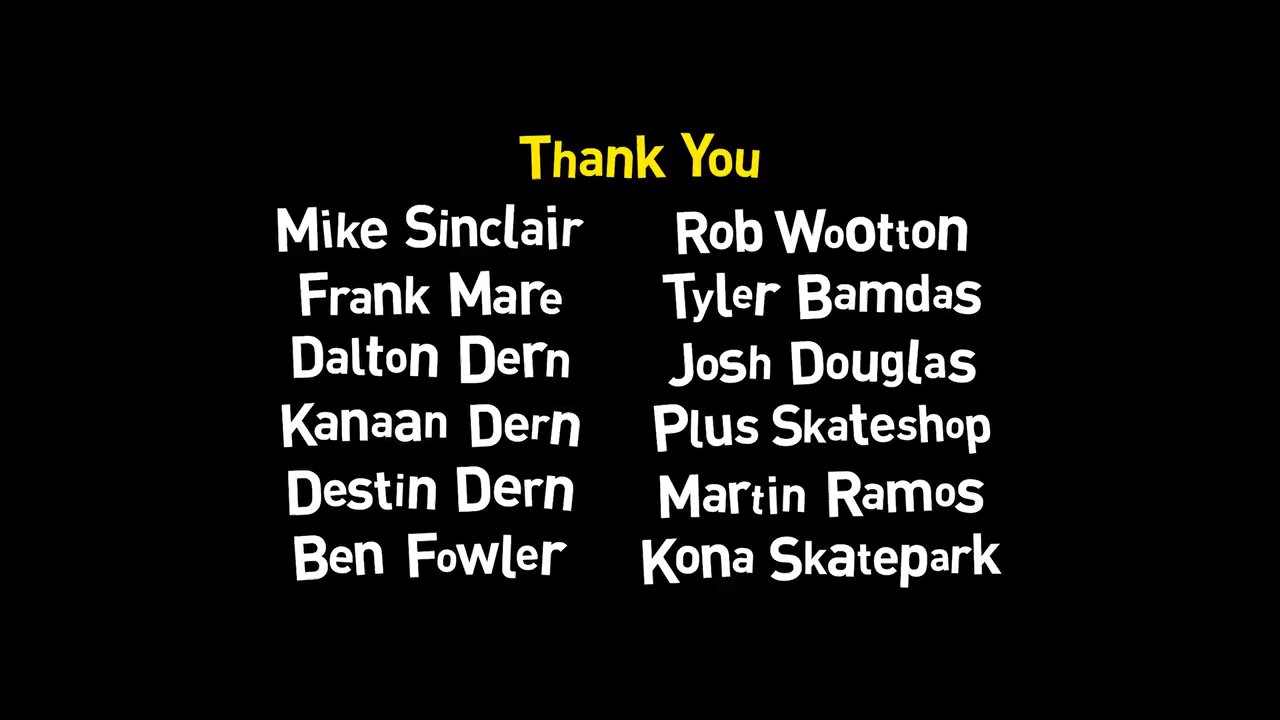 Thank You
Mike Sinclair
Frank Mare
Dalton Dern
Kanaan Dern
Destin Dern
Ben Fowler
Rob Wootton
Tyler Bamdas
Josh Douglas
Plus Skateshop
Martin Ramos
Kona Skatepark